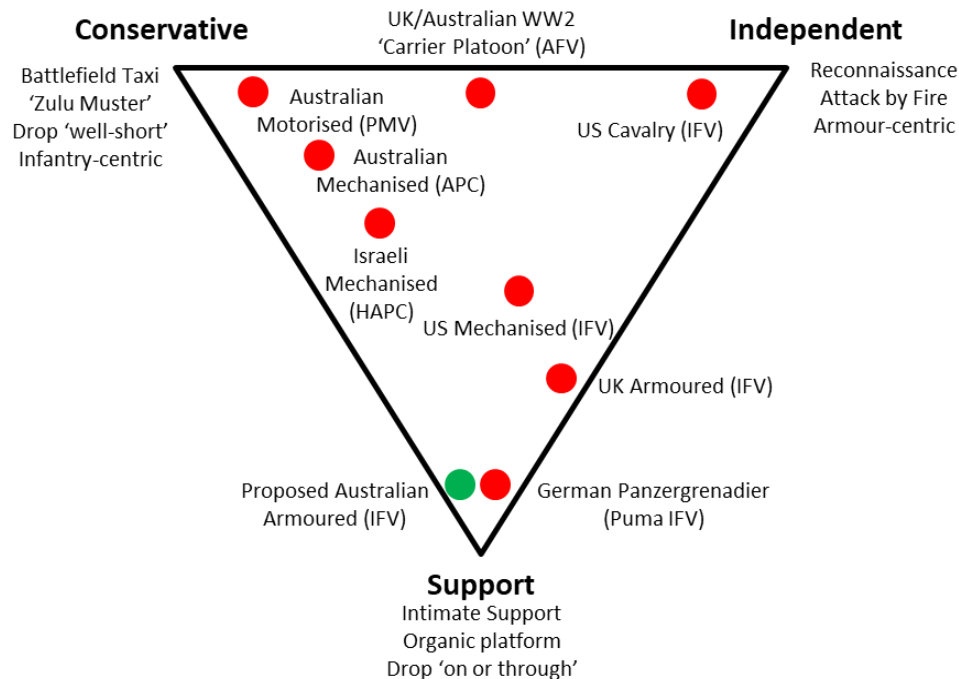 Conservative
UK/Australian WW2
‘Carrier Platoon’ (AFV)
Independent
Battlefield Taxi
‘Zulu Muster’
Drop ‘well-short’
Infantry-centric
Reconnaissance
Attack by Fire
Armour-centric
Australian
Motorised (PMV)
US Cavalry (IFV)
Australian
Mechanised (APC)
Israeli
Mechanised
(HAPC)
US Mechanised (IFV)
UK Armoured (IFV)
Proposed Australian
Armoured (IFV)
German Panzergrenadier
(Puma IFV)
Support
Intimate Support
Organic platform
Drop ‘on or through’